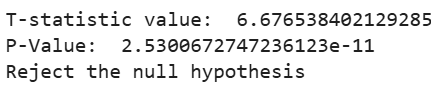 T-statistic value:  6.676538402129285
P-Value:  2.5300672747236123e-11
Reject the null hypothesis